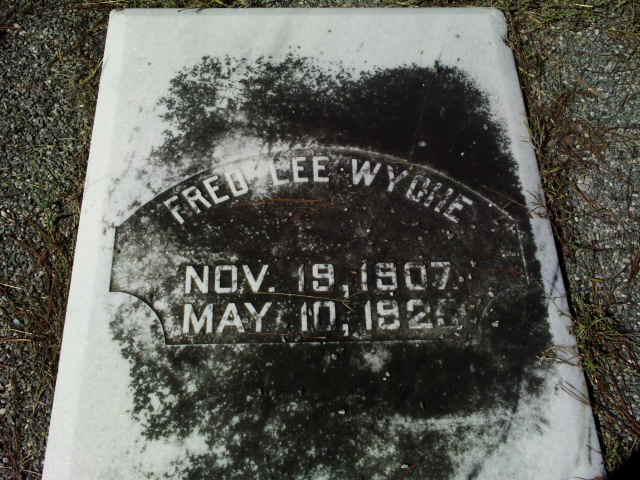 FRED LEE WYCHE
NOV. 19, 1907
MAY 10,